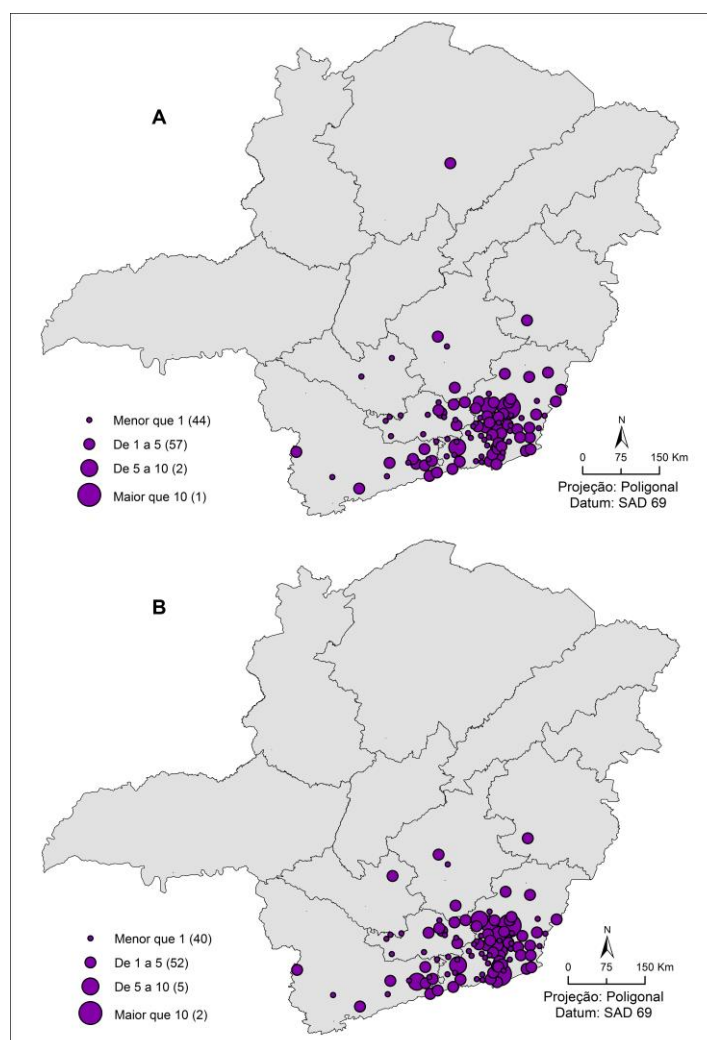 A
Menor que 1 (44)
De 1 a 5 (57)
De 5 a 10 (2)
Maior que 10 (1)
N
0 75 150 Km
Projeção: Poligonal
Datum: SAD 69
B
Menor que 1 (40)
De 1 a 5 (52)
De 5 a 10 (5)
Maior que 10 (2)
N
0 75 150 Km
Projeção: Poligonal
Datum: SAD 69